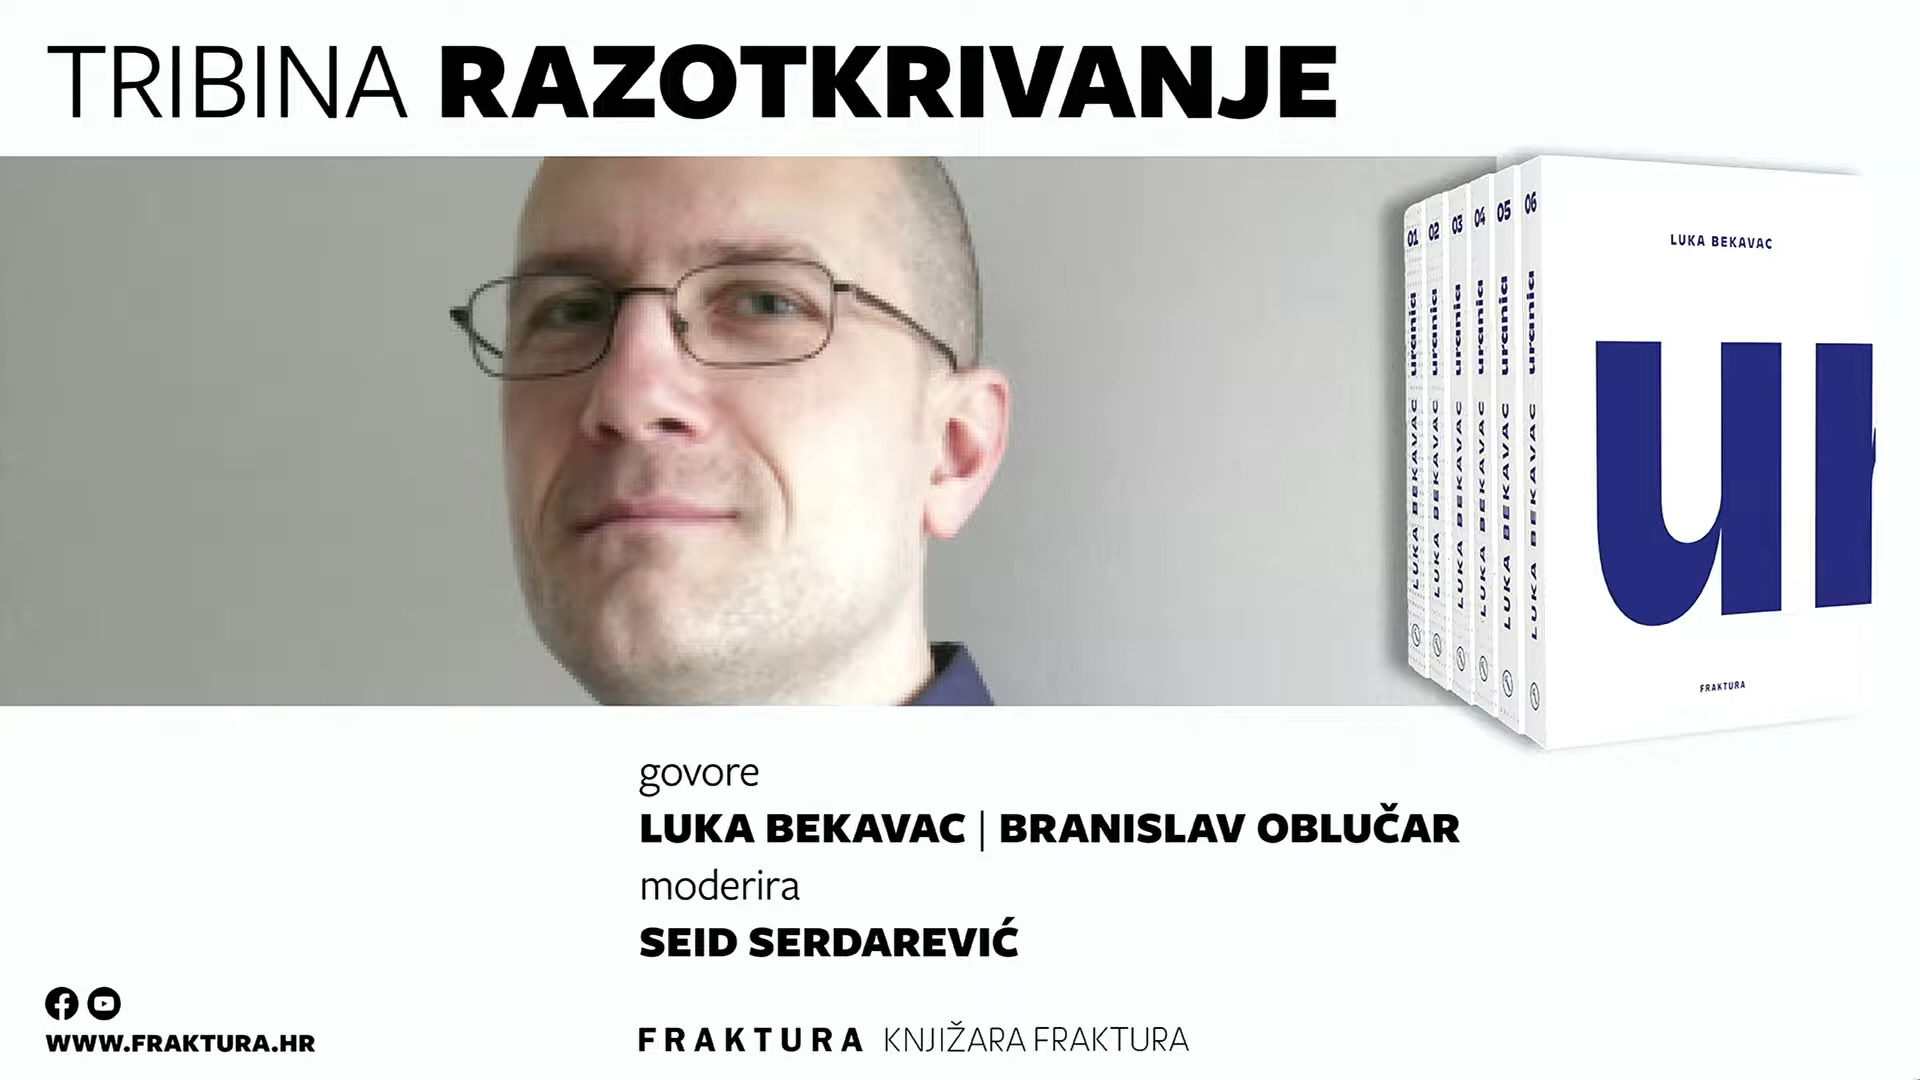 TRIBINA RAZOTKRIVANJE
01 urania LUKA BEKAVAC
02 urania LUKA BEKAVAC
03 urania LUKA BEKAVAC
04 urania LUKA BEKAVAC
05 urania LUKA BEKAVAC
06 urania LUKA BEKAVAC
LUKA BEKAVAC
ur
FRAKTURA
govore
LUKA BEKAVAC | BRANISLAV OBLUČAR
moderira
SEID SERDAREVIĆ
WWW.FRAKTURA.HR
FRAKTURA KNJIŽARA FRAKTURA